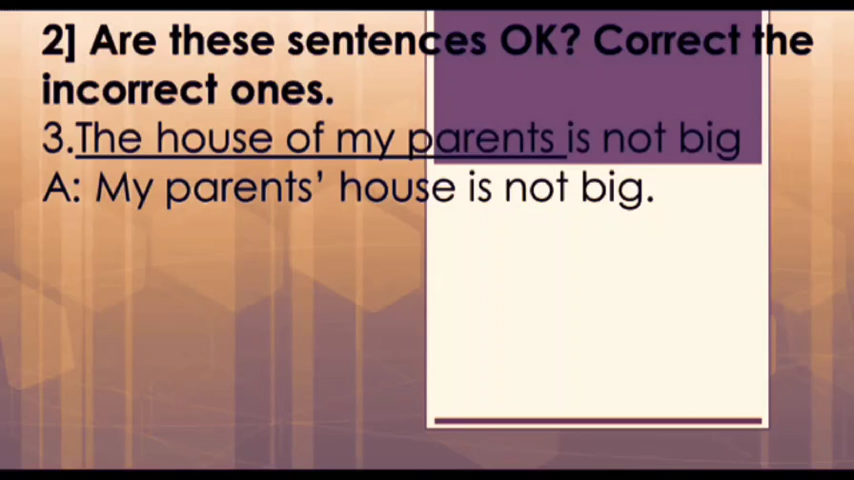 2] Are these sentences OK? Correct the
incorrect ones.
3.The house of my parents is not big
A: My parents’ house is not big.